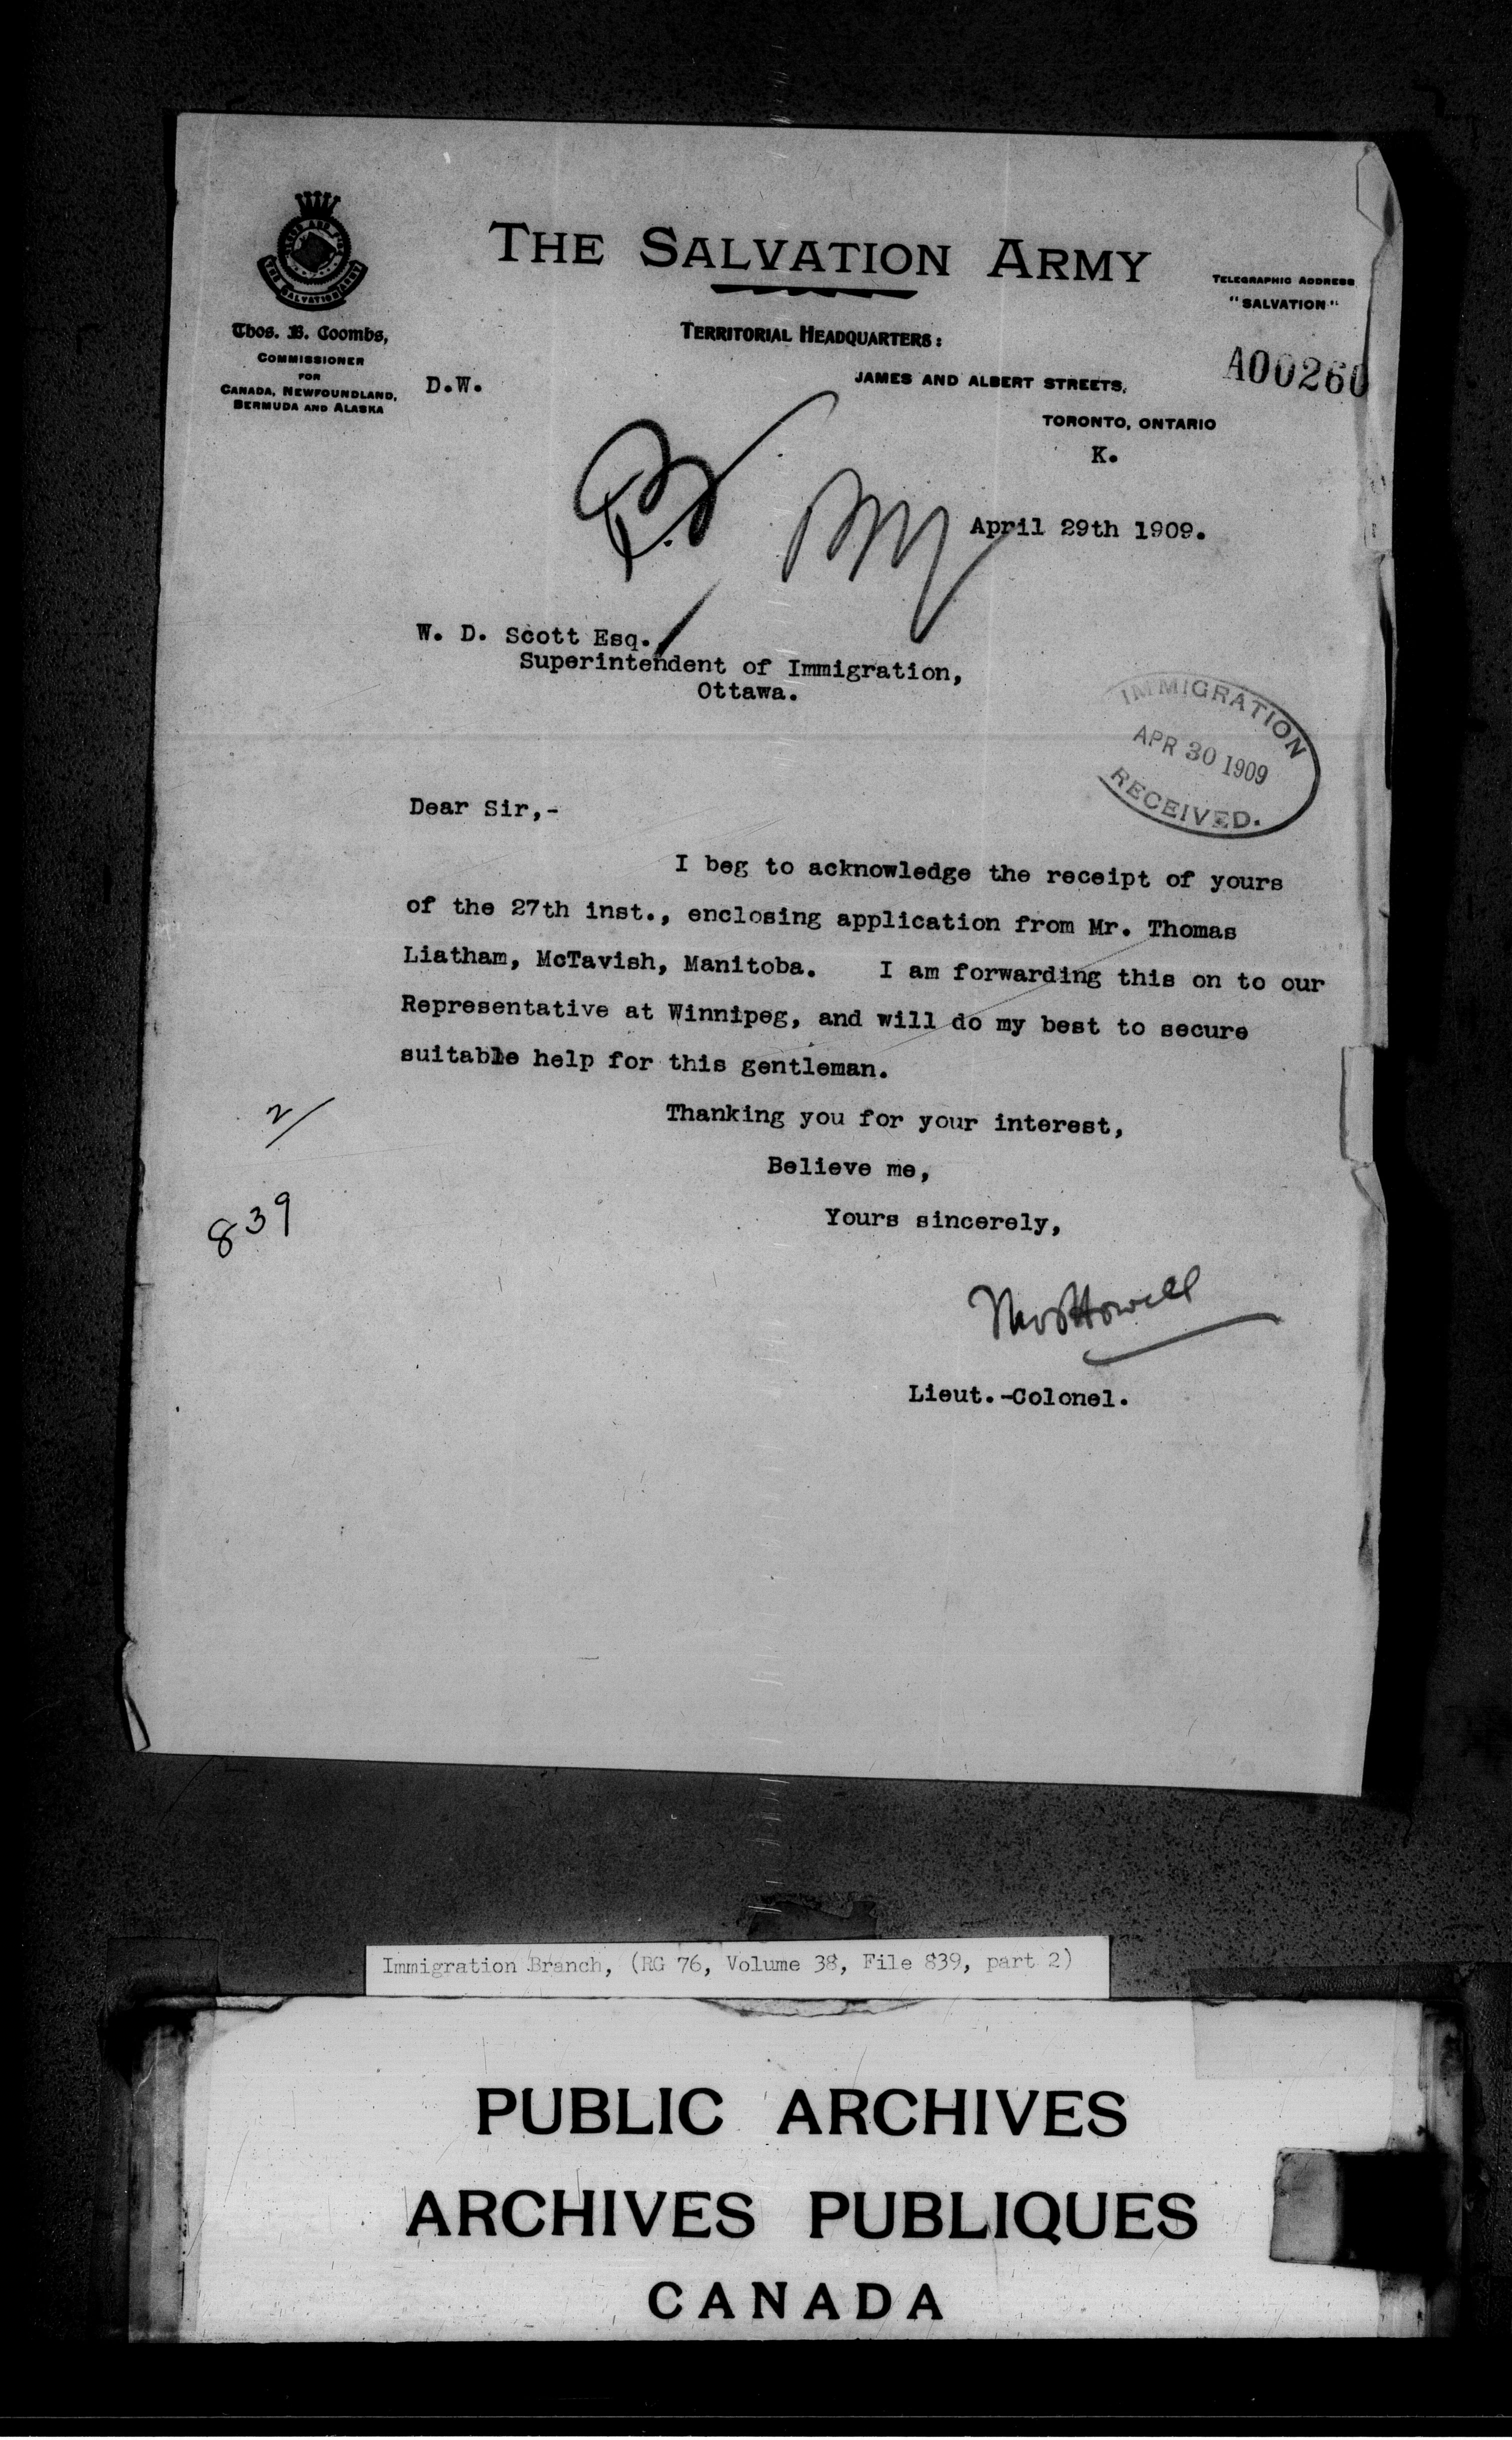 THE SALVATION ARMY
TELEGRAPHIC ADDRESS
"SALVATION"
THE SALVATION ARMY
Thos. B. Coombs,
COMMISSIONER
FOR
CANADA, NEWFOUNDLAND,
BERMUDA AND ALASKA
TERRITORIAL HEADQUARTERS:
D.W.
JAMES AND ALBERT STREETS,
A00260
TORONTO, ONTARIO
K.
April 29th 1909.
W. D. Scott Esq.
Superintendent of Immigration,
Ottawa.
IMMIGRATION
APR 30 1909
RECEIVED.
Dear Sir,-
I beg to acknowledge the receipt of yours
of the 27th inst., enclosing application from Mr. Thomas
Liatham, McTavish, Manitoba. I am forwarding this on to our
Representative at Winnipeg, and will do my best to secure
suitable help for this gentleman.
Thanking you for your interest,
Believe me,
Yours sincerely,
Thos Howell
Lieut.-Colonel.
2/
839
Immigration Branch, (RG 76, Volume 38, File 839, part 2)
PUBLIC ARCHIVES
ARCHIVES PUBLIQUES
CANADA